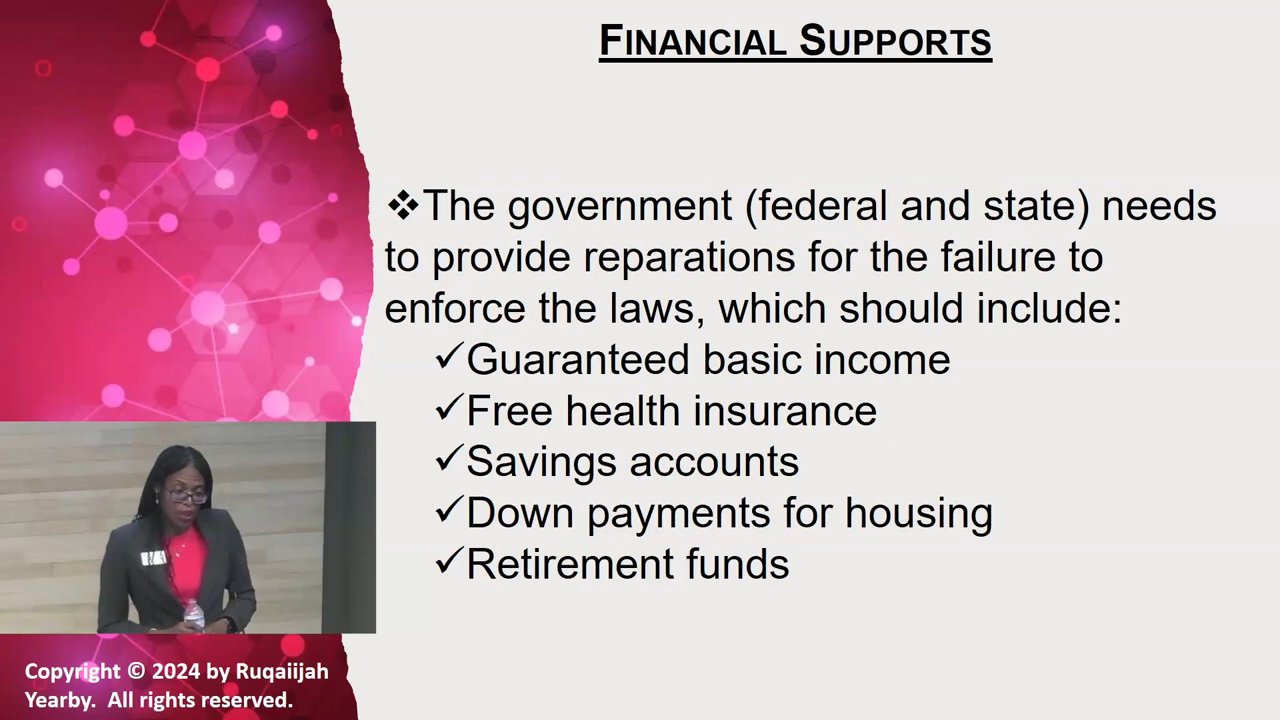 FINANCIAL SUPPORTS
❖The government (federal and state) needs
to provide reparations for the failure to
enforce the laws, which should include:
✓Guaranteed basic income
✓Free health insurance
✓Savings accounts
✓Down payments for housing
✓Retirement funds
Copyright © 2024 by Ruqaiijah
Yearby.  All rights reserved.